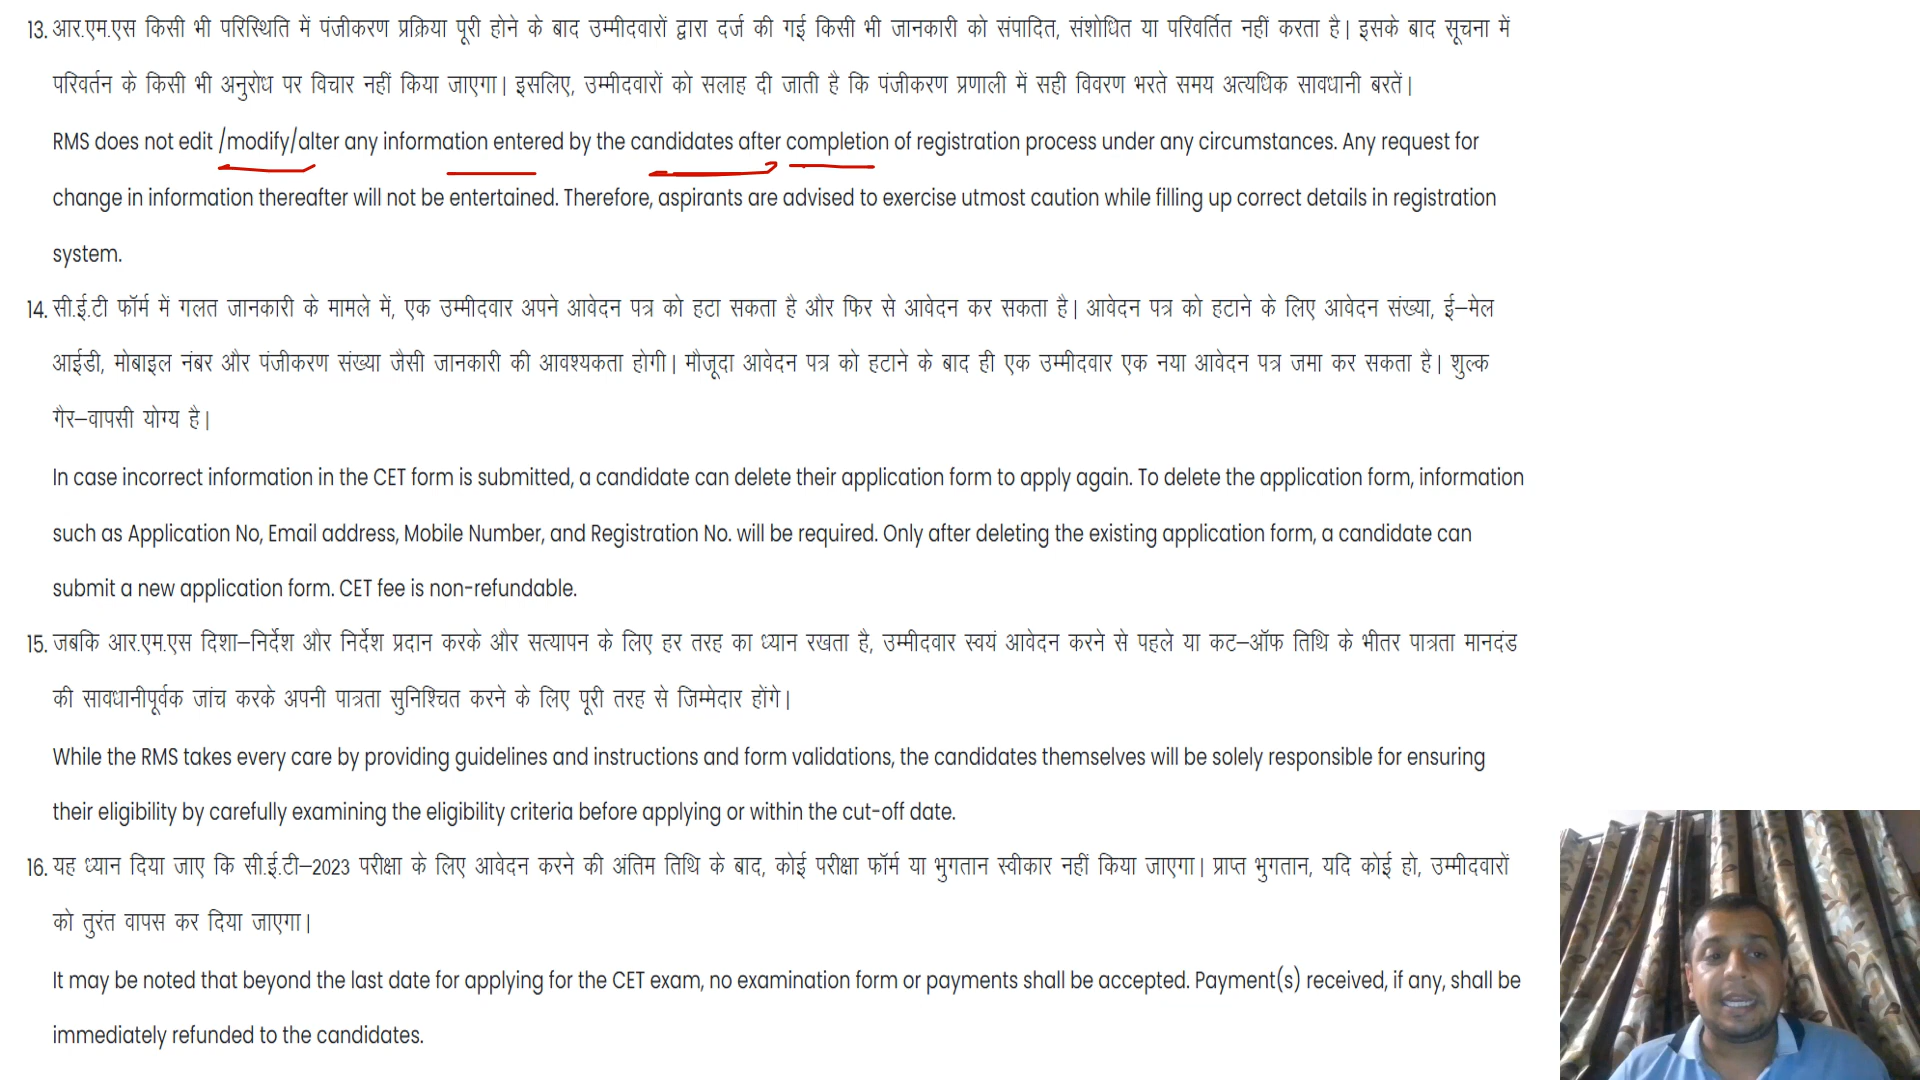 13. आर.एम.एस किसी भी परिस्थिति में पंजीकरण प्रक्रिया पूरी होने के बाद उम्मीदवारों द्वारा दर्ज की गई किसी भी जानकारी को संपादित, संशोधित या परिवर्तित नहीं करता है| इसके बाद सूचना में
परिवर्तन के किसी भी अनुरोध पर विचार नहीं किया जाएगा| इसलिए, उम्मीदवारों को सलाह दी जाती है कि पंजीकरण प्रणाली में सही विवरण भरते समय अत्यधिक सावधानी बरतें|
RMS does not edit /modify/alter any information entered by the candidates after completion of registration process under any circumstances. Any request for
change in information thereafter will not be entertained. Therefore, aspirants are advised to exercise utmost caution while filling up correct details in registration
system.
14. सी.ई.टी फॉर्म में गलत जानकारी के मामले में, एक उम्मीदवार अपने आवेदन पत्र को हटा सकता है और फिर से आवेदन कर सकता है| आवेदन पत्र को हटाने के लिए आवेदन संख्या, ई–मेल
आईडी, मोबाइल नंबर और पंजीकरण संख्या जैसी जानकारी की आवश्यकता होगी| मौजूदा आवेदन पत्र को हटाने के बाद ही एक उम्मीदवार एक नया आवेदन पत्र जमा कर सकता है| शुल्क
गैर–वापसी योग्य है|
In case incorrect information in the CET form is submitted, a candidate can delete their application form to apply again. To delete the application form, information
such as Application No, Email address, Mobile Number, and Registration No. will be required. Only after deleting the existing application form, a candidate can
submit a new application form. CET fee is non-refundable.
15. जबकि आर.एम.एस दिशा–निर्देश और निर्देश प्रदान करके और सत्यापन के लिए हर तरह का ध्यान रखता है, उम्मीदवार स्वयं आवेदन करने से पहले या कट–ऑफ तिथि के भीतर पात्रता मानदंड
की सावधानीपूर्वक जांच करके अपनी पात्रता सुनिश्चित करने के लिए पूरी तरह से जिम्मेदार होंगे|
While the RMS takes every care by providing guidelines and instructions and form validations, the candidates themselves will be solely responsible for ensuring
their eligibility by carefully examining the eligibility criteria before applying or within the cut-off date.
16. यह ध्यान दिया जाए कि सी.ई.टी–2023 परीक्षा के लिए आवेदन करने की अंतिम तिथि के बाद, कोई परीक्षा फॉर्म या भुगतान स्वीकार नहीं किया जाएगा| प्राप्त भुगतान, यदि कोई हो, उम्मीदवारों
को तुरंत वापस कर दिया जाएगा|
It may be noted that beyond the last date for applying for the CET exam, no examination form or payments shall be accepted. Payment(s) received, if any, shall be
immediately refunded to the candidates.